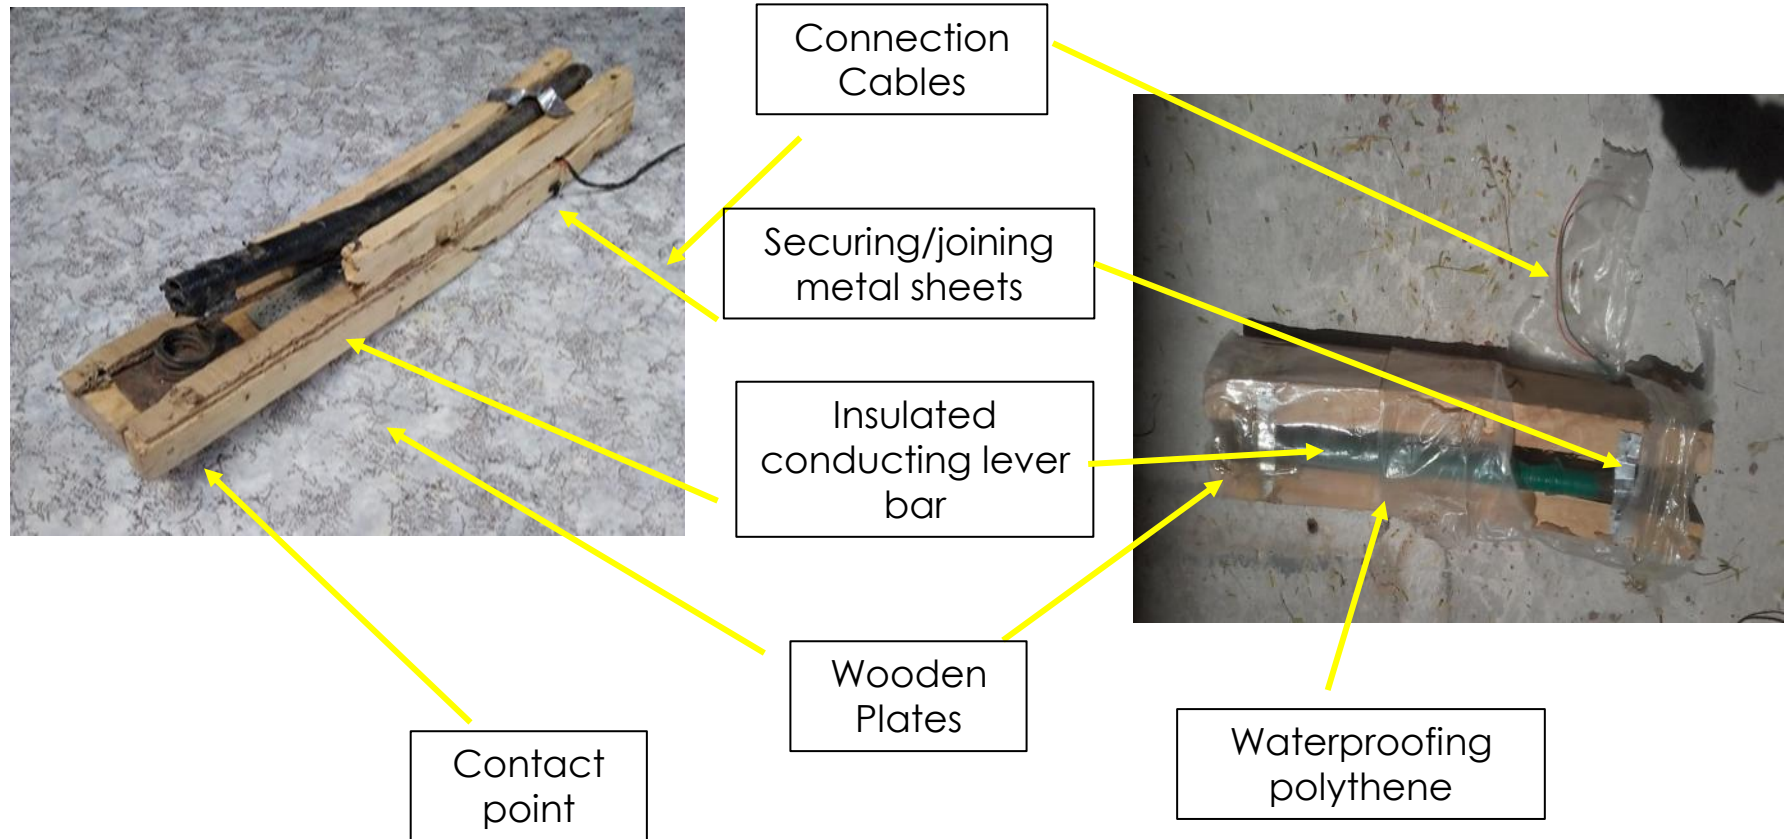 Connection
Cables
Securing/joining
metal sheets
Insulated
conducting lever
bar
Wooden
Plates
Contact
point
Waterproofing
polythene